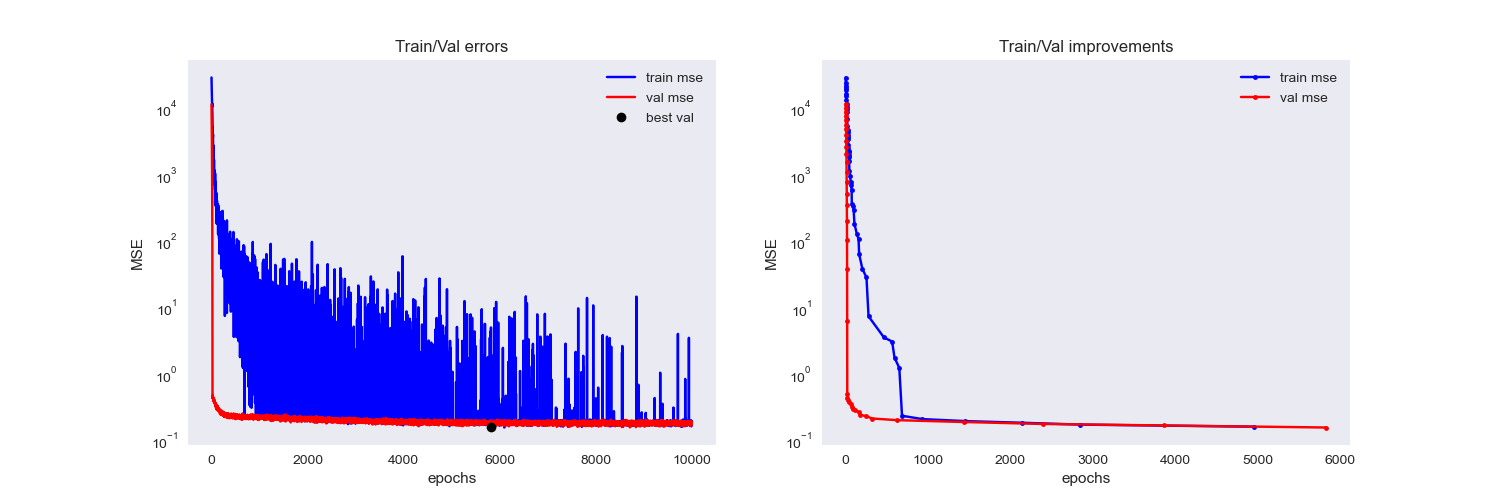 Train/Val errors
train mse
val mse
best val
10^4
10^3
10^2
10^1
10^0
10^-1
MSE
0 2000 4000 6000 8000 10000
epochs
Train/Val improvements
train mse
val mse
10^4
10^3
10^2
10^1
10^0
10^-1
MSE
0 1000 2000 3000 4000 5000 6000
epochs